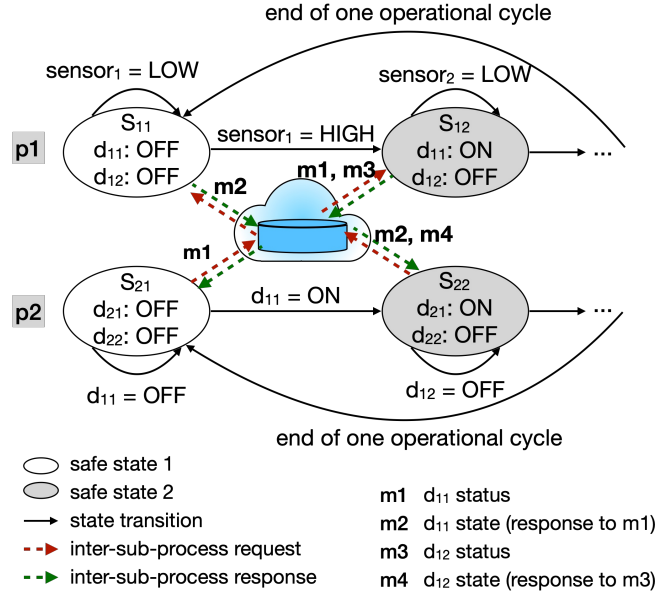 end of one operational cycle
sensor₁ = LOW
sensor₂ = LOW
p1
S₁₁
d₁₁: OFF
d₁₂: OFF
sensor₁ = HIGH
S₁₂
d₁₁: ON
d₁₂: OFF
...
m2
m1, m3
m1
m2, m4
p2
S₂₁
d₂₁: OFF
d₂₂: OFF
d₁₁ = ON
S₂₂
d₂₁: ON
d₂₂: OFF
...
d₁₁ = OFF
d₁₂ = OFF
end of one operational cycle
safe state 1
safe state 2
state transition
inter-sub-process request
inter-sub-process response
m1 d₁₁ status
m2 d₁₁ state (response to m1)
m3 d₁₂ status
m4 d₁₂ state (response to m3)